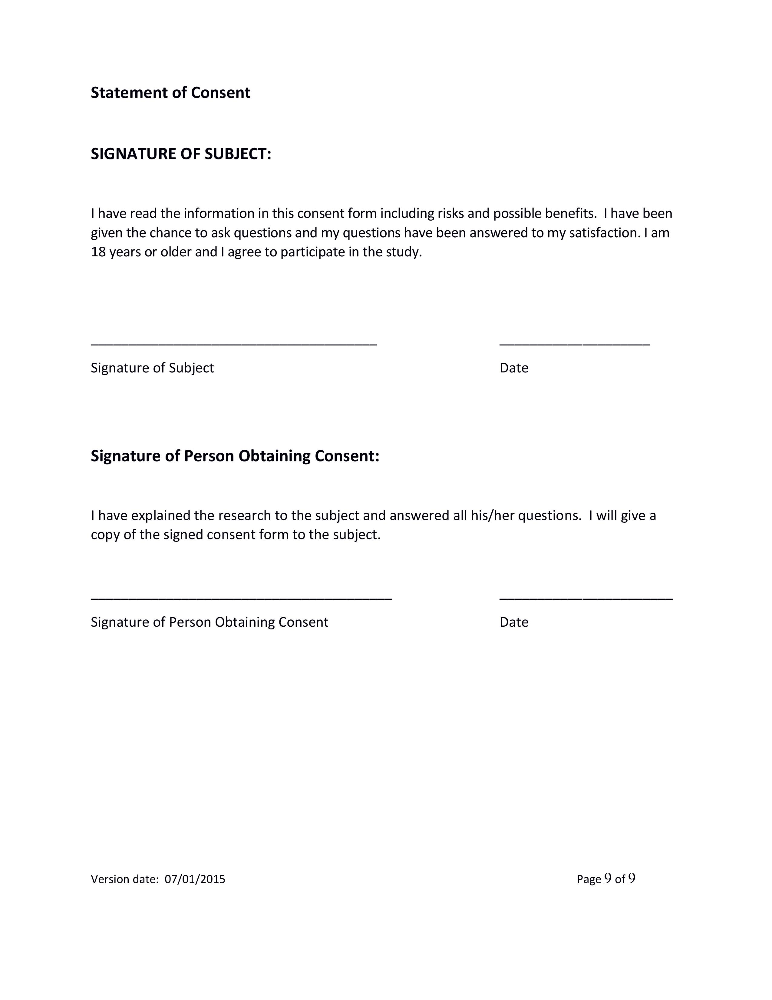 Statement of Consent
SIGNATURE OF SUBJECT:
I have read the information in this consent form including risks and possible benefits.  I have been
given the chance to ask questions and my questions have been answered to my satisfaction. I am
18 years or older and I agree to participate in the study.
______________________________________ ____________________
Signature of Subject Date
Signature of Person Obtaining Consent:
I have explained the research to the subject and answered all his/her questions.  I will give a
copy of the signed consent form to the subject.
________________________________________ _______________________
Signature of Person Obtaining Consent Date
Version date:  07/01/2015 Page 9 of 9